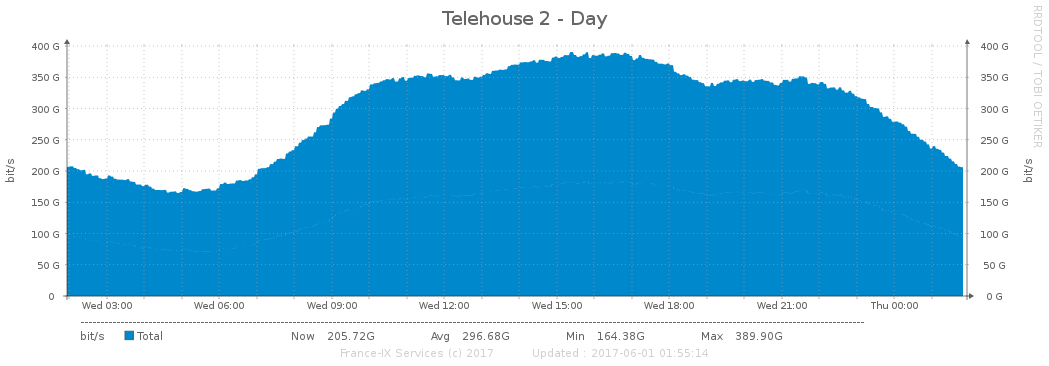 Telehouse 2 - Day
RRDTOOL / TOBI OETIKER
400 G 400 G
350 G 350 G
300 G 300 G
250 G 250 G
200 G 200 G
150 G 150 G
100 G 100 G
50 G 50 G
0 0 G
bit/s bit/s
Wed 03:00 Wed 06:00 Wed 09:00 Wed 12:00 Wed 15:00 Wed 18:00 Wed 21:00 Thu 00:00
bit/s Total Now 205.72G Avg 296.68G Min 164.38G Max 389.90G
France-IX Services (c) 2017 Updated : 2017-06-01 01:55:14